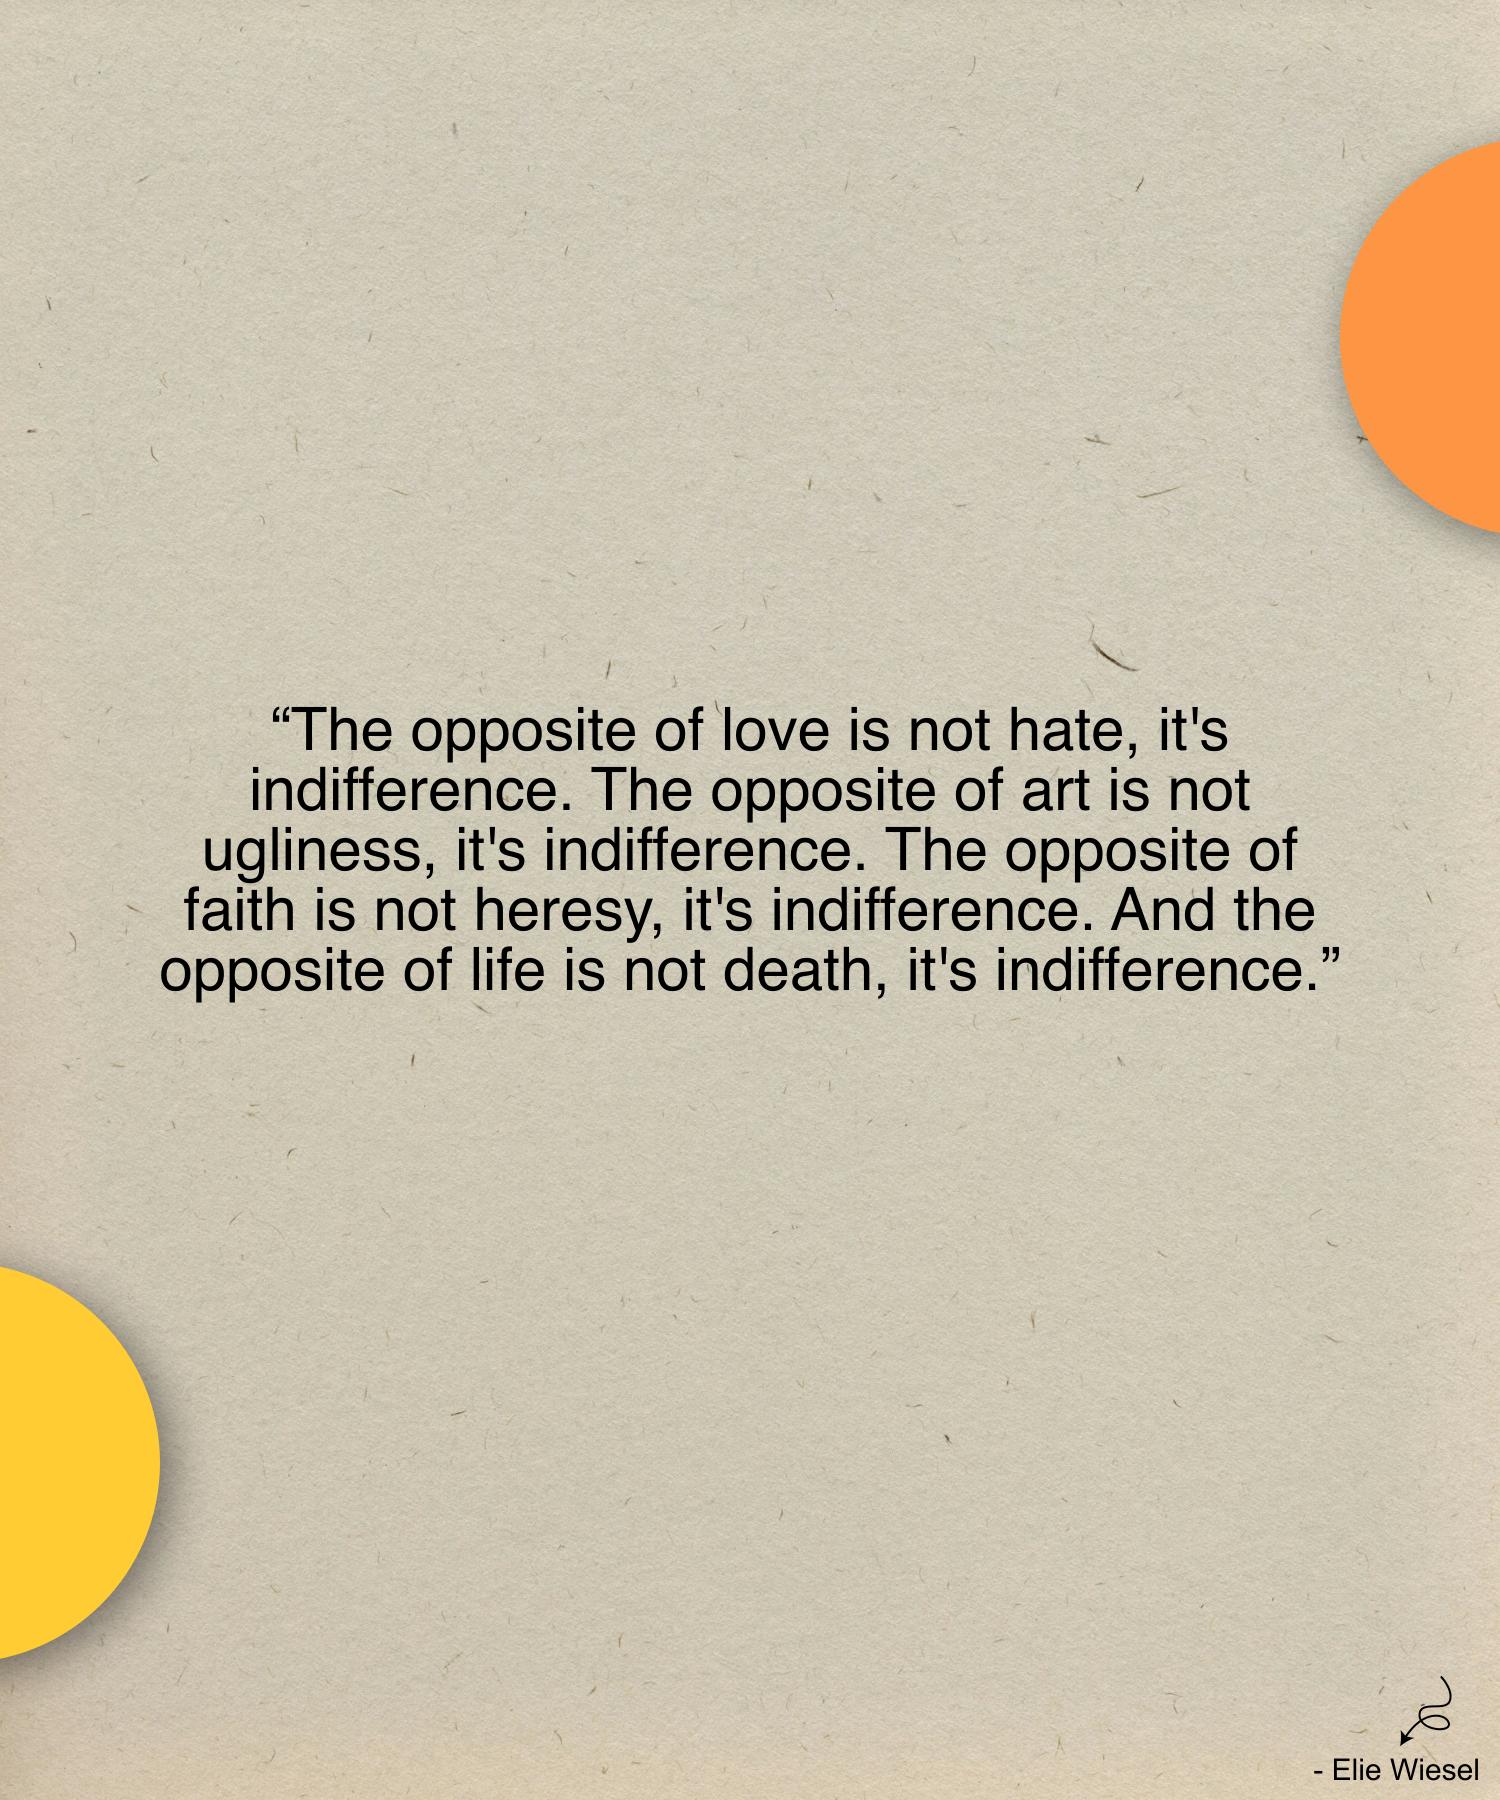 “The opposite of love is not hate, it's
indifference. The opposite of art is not
ugliness, it's indifference. The opposite of
faith is not heresy, it's indifference. And the
opposite of life is not death, it's indifference.”
- Elie Wiesel